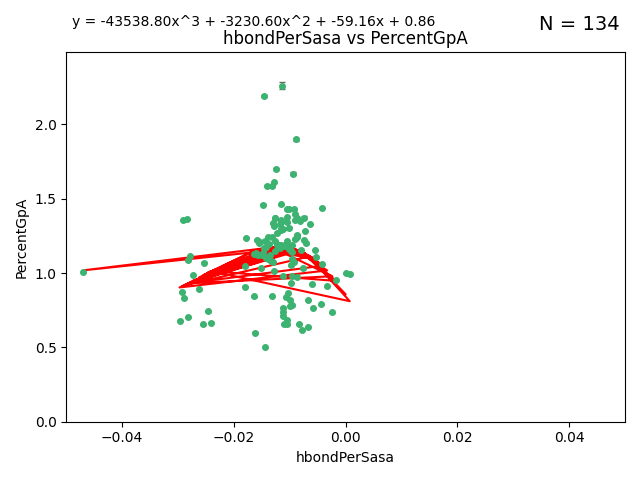 y = -43538.80x^3 + -3230.60x^2 + -59.16x + 0.86
N = 134
hbondPerSasa vs PercentGpA
PercentGpA
2.0
1.5
1.0
0.5
0.0
−0.04 −0.02 0.00 0.02 0.04
hbondPerSasa